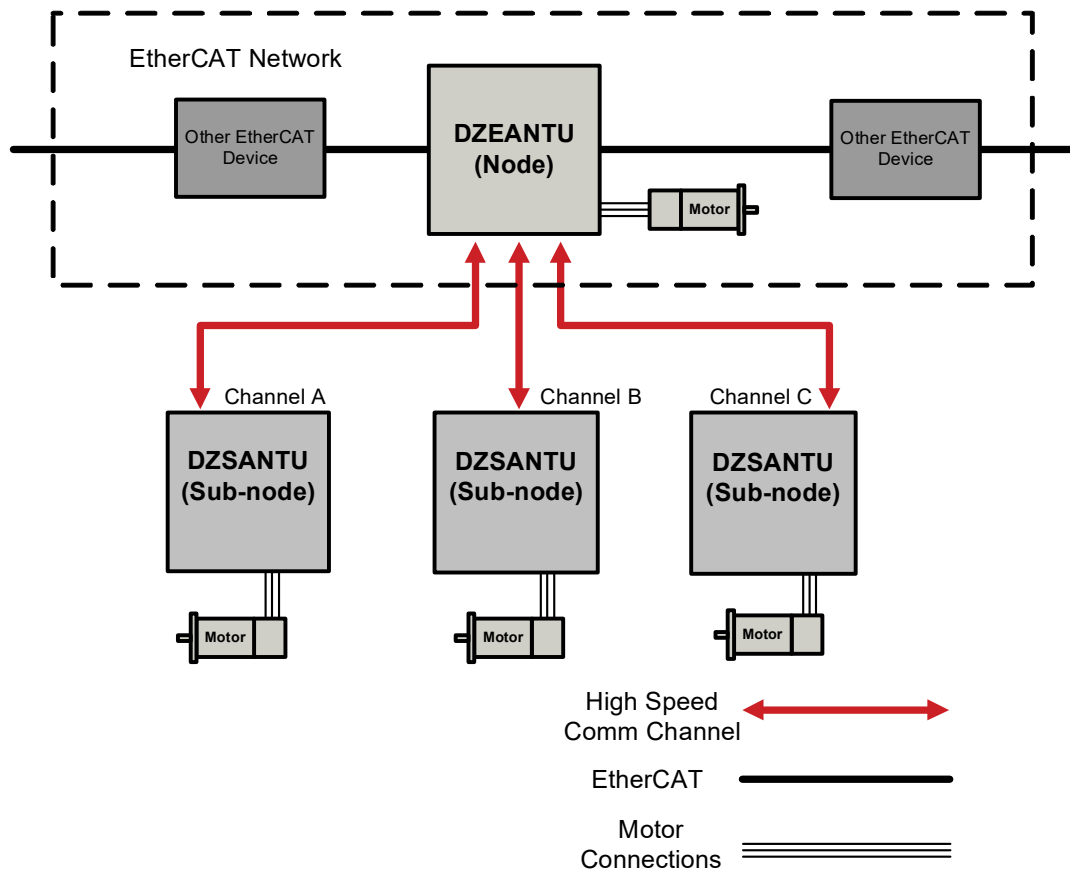 EtherCAT Network
Other EtherCAT
Device
DZEANTU
(Node)
Other EtherCAT
Device
Motor
Channel A
Channel B
Channel C
DZSANTU
(Sub-node)
DZSANTU
(Sub-node)
DZSANTU
(Sub-node)
Motor
Motor
Motor
High Speed
Comm Channel
EtherCAT
Motor
Connections